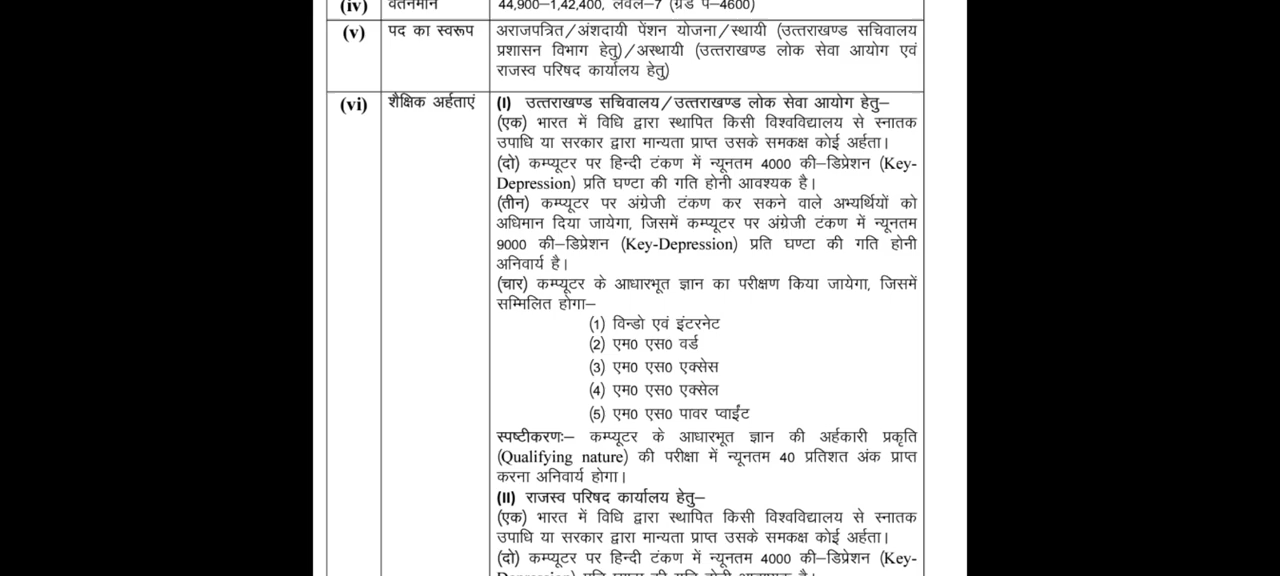 (iv) वेतनमान 44,900–1,42,400, लेवल–7 (ग्रेड पे–4600)
(v) पद का स्वरूप अराजपत्रित/अंशदायी पेंशन योजना/स्थायी (उत्तराखण्ड सचिवालय
प्रशासन विभाग हेतु)/अस्थायी (उत्तराखण्ड लोक सेवा आयोग एवं
राजस्व परिषद कार्यालय हेतु)
(vi) शैक्षिक अर्हताएं (I) उत्तराखण्ड सचिवालय/उत्तराखण्ड लोक सेवा आयोग हेतु–
(एक) भारत में विधि द्वारा स्थापित किसी विश्वविद्यालय से स्नातक
उपाधि या सरकार द्वारा मान्यता प्राप्त उसके समकक्ष कोई अर्हता।
(दो) कम्प्यूटर पर हिन्दी टंकण में न्यूनतम 4000 की–डिप्रेशन (Key-
Depression) प्रति घण्टा की गति होनी आवश्यक है।
(तीन) कम्प्यूटर पर अंग्रेजी टंकण कर सकने वाले अभ्यर्थियों को
अधिमान दिया जायेगा, जिसमें कम्प्यूटर पर अंग्रेजी टंकण में न्यूनतम
9000 की–डिप्रेशन (Key-Depression) प्रति घण्टा की गति होनी
अनिवार्य है।
(चार) कम्प्यूटर के आधारभूत ज्ञान का परीक्षण किया जायेगा, जिसमें
सम्मिलित होगा–
(1) विन्डो एवं इंटरनेट
(2) एम0 एस0 वर्ड
(3) एम0 एस0 एक्सेस
(4) एम0 एस0 एक्सेल
(5) एम0 एस0 पावर प्वाईंट
स्पष्टीकरणः– कम्प्यूटर के आधारभूत ज्ञान की अर्हकारी प्रकृति
(Qualifying nature) की परीक्षा में न्यूनतम 40 प्रतिशत अंक प्राप्त
करना अनिवार्य होगा।
(II) राजस्व परिषद कार्यालय हेतु–
(एक) भारत में विधि द्वारा स्थापित किसी विश्वविद्यालय से स्नातक
उपाधि या सरकार द्वारा मान्यता प्राप्त उसके समकक्ष कोई अर्हता।
(दो) कम्प्यूटर पर हिन्दी टंकण में न्यूनतम 4000 की–डिप्रेशन (Key-